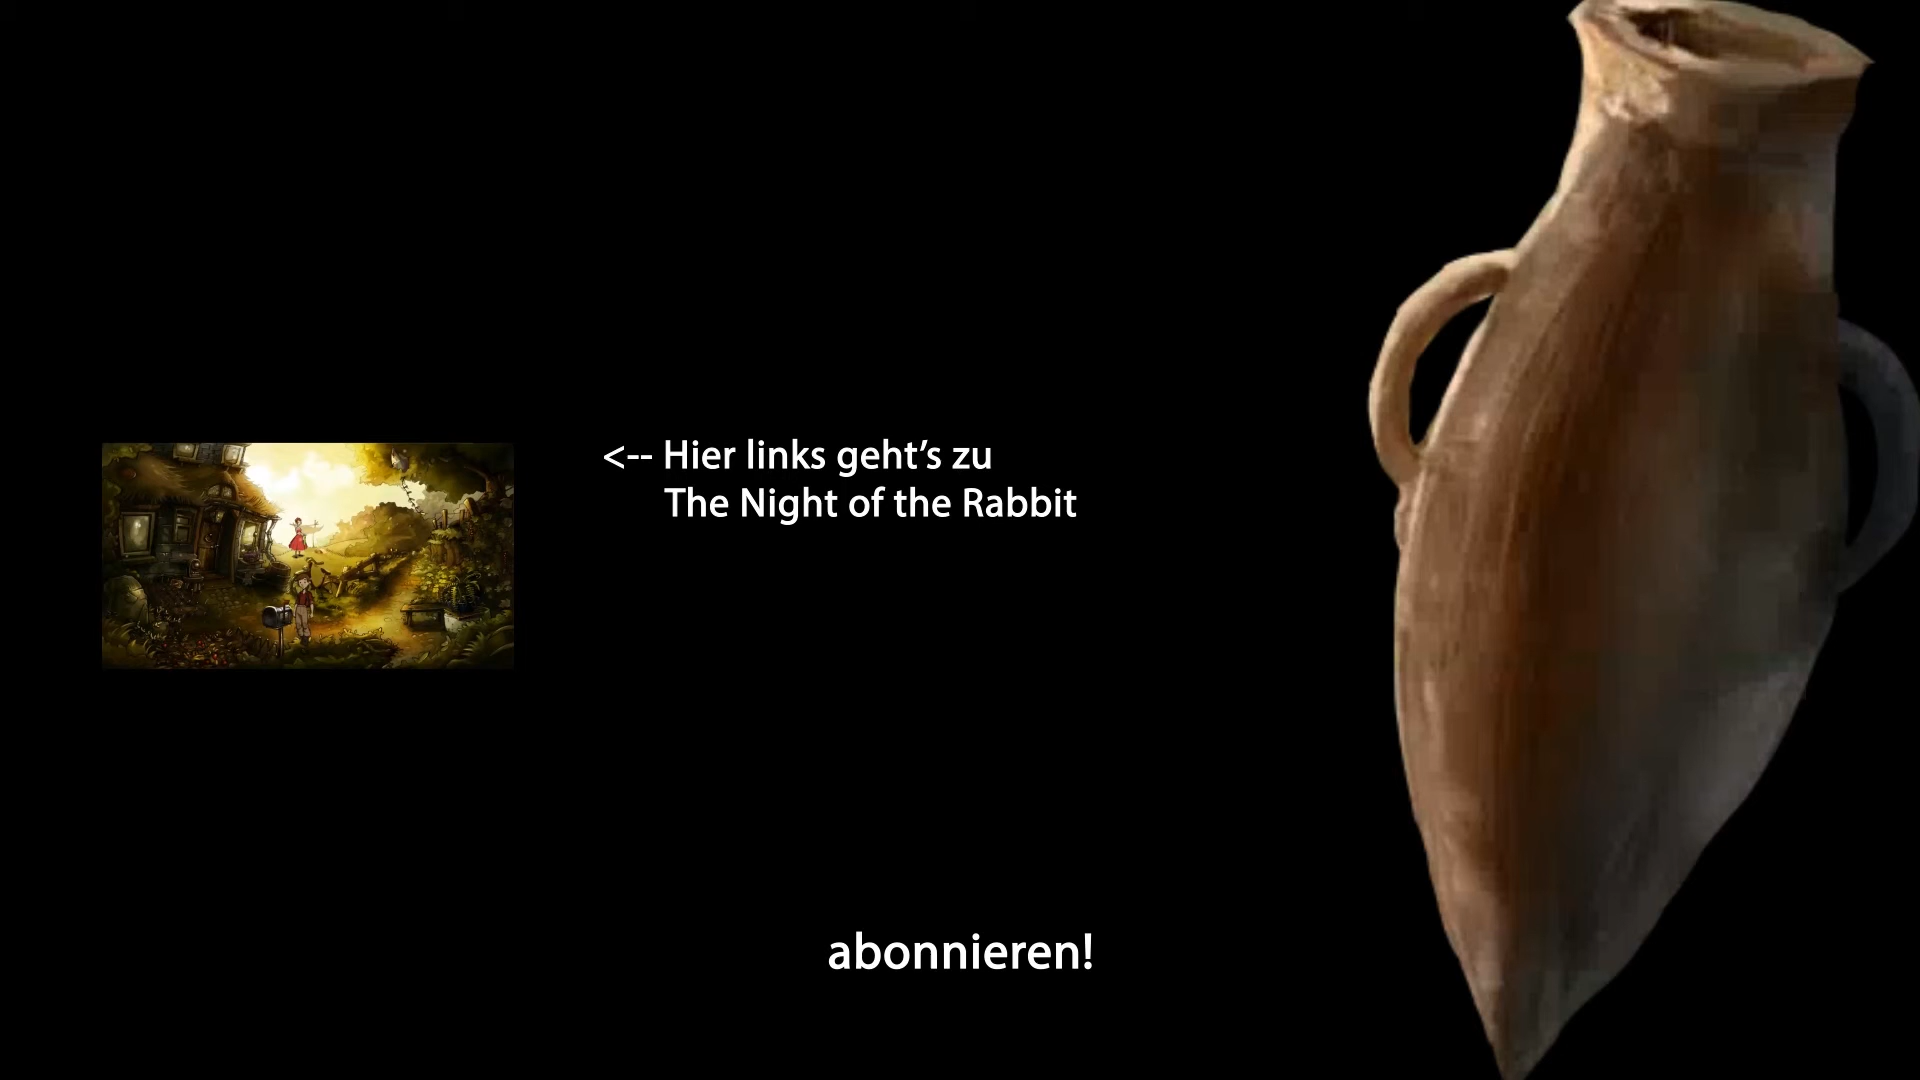 <-- Hier links geht’s zu
The Night of the Rabbit
abonnieren!